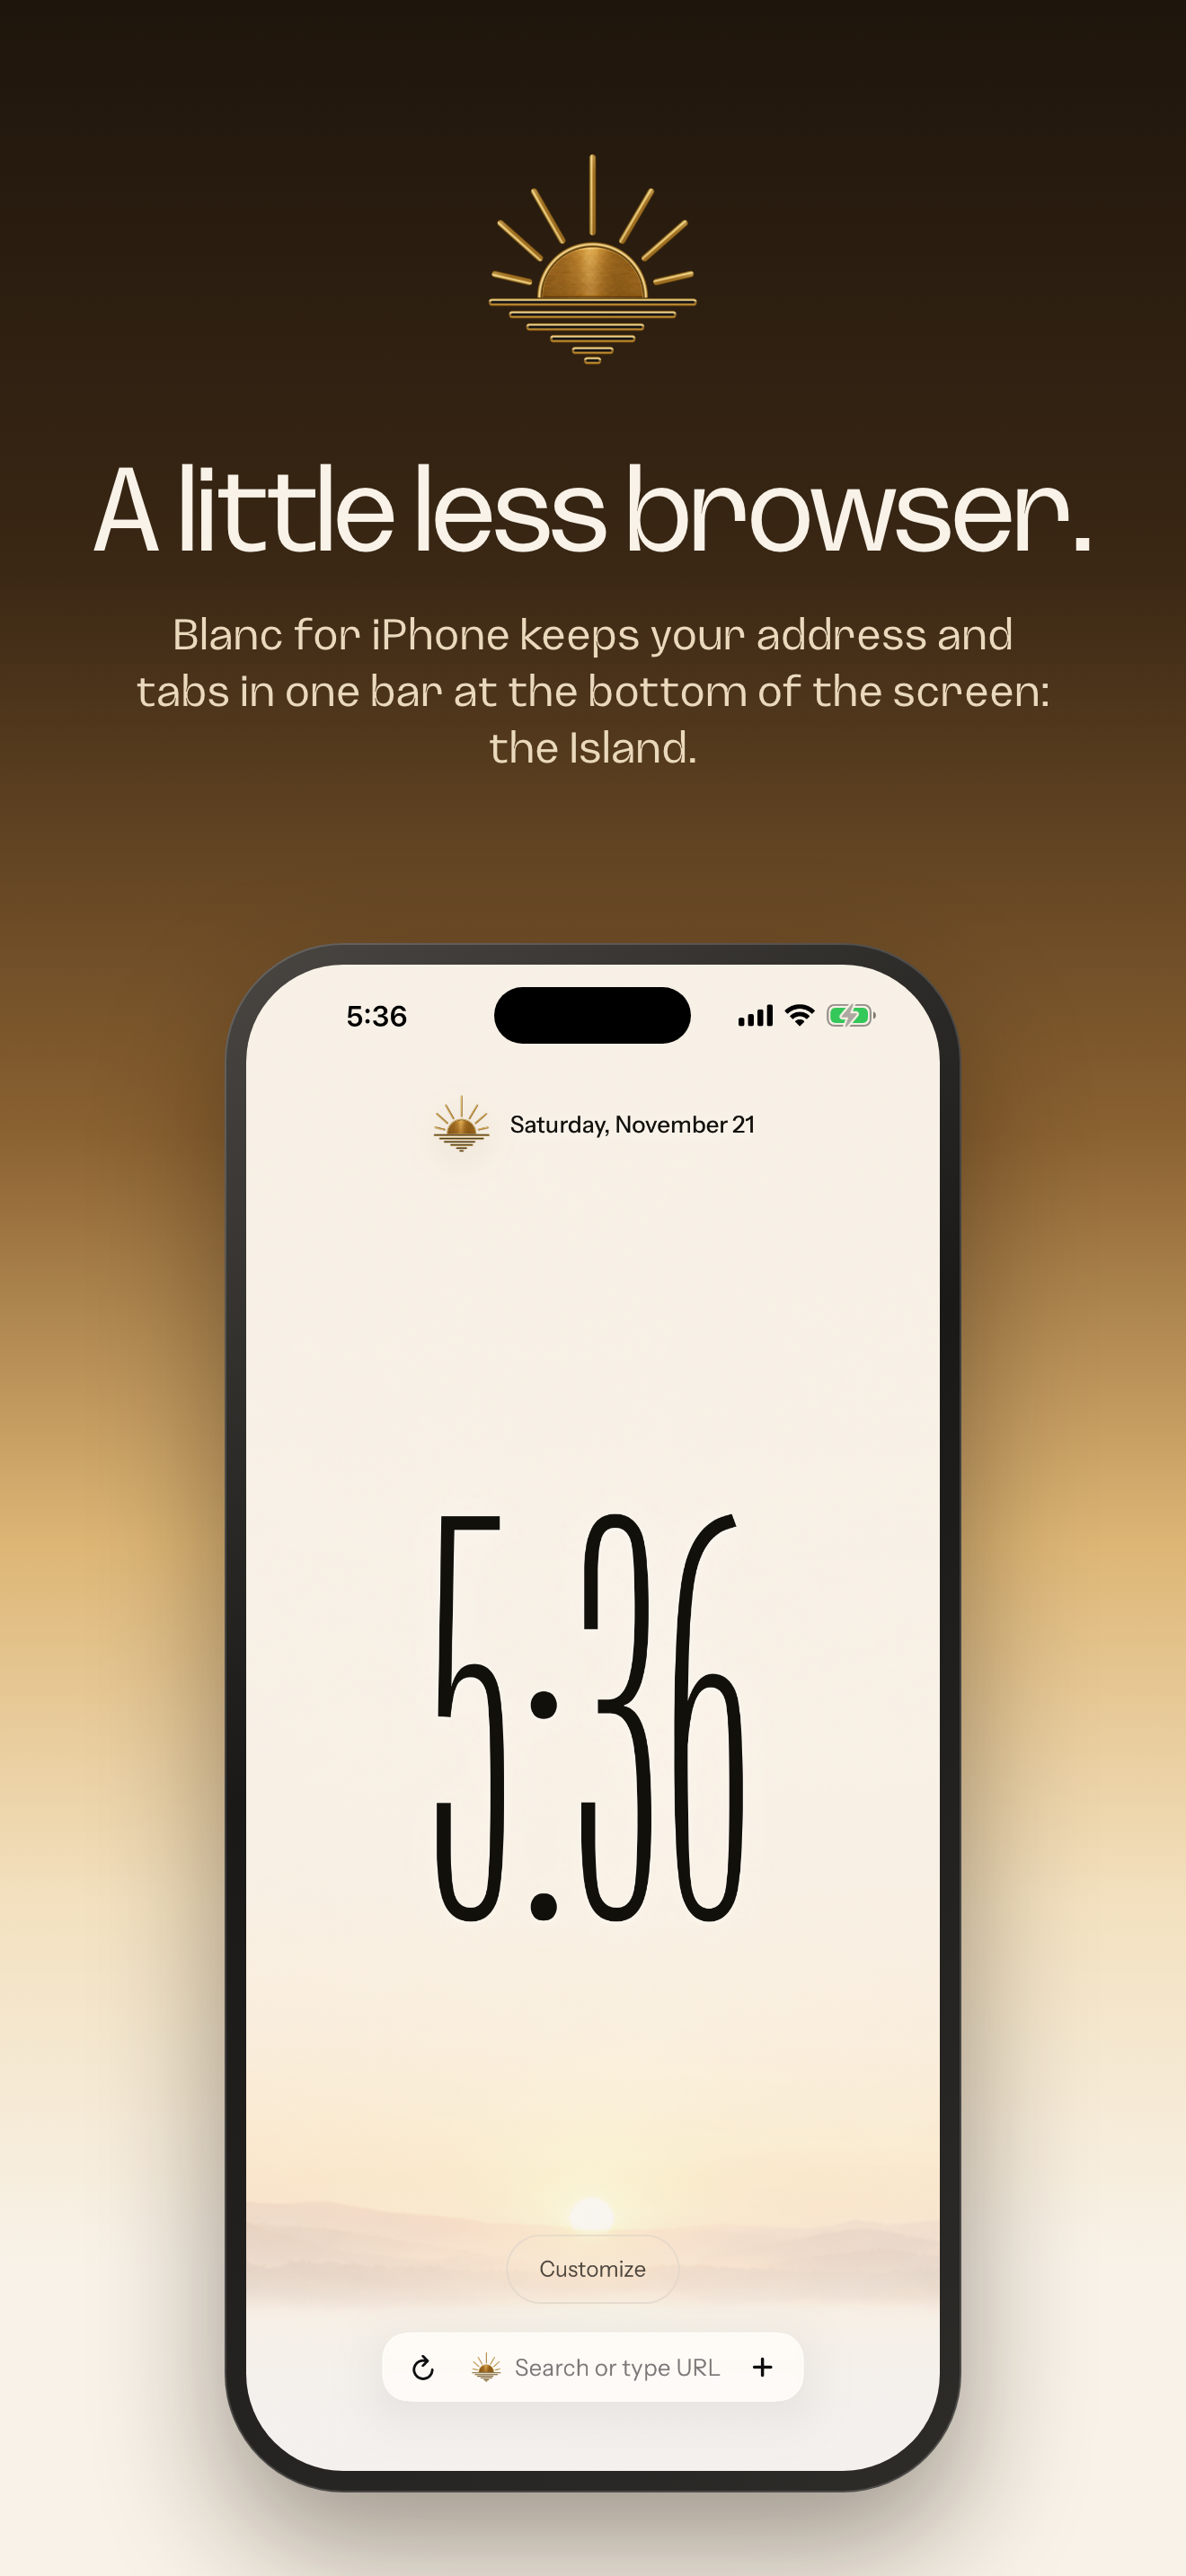 A little less browser.
Blanc for iPhone keeps your address and
tabs in one bar at the bottom of the screen:
the Island.
5:36
Saturday, November 21
5:36
Customize
Search or type URL